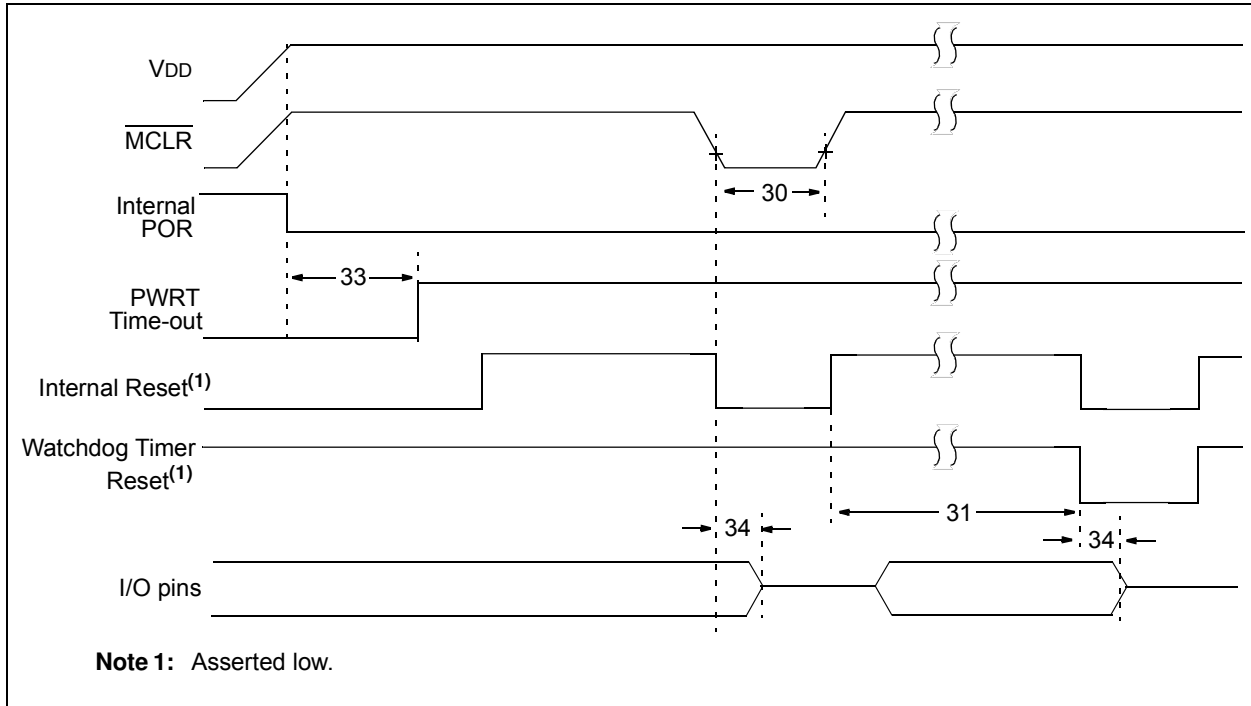 VDD
MCLR
30
Internal
POR
33
PWRT
Time-out
Internal Reset(1)
Watchdog Timer
Reset(1)
31
34
34
I/O pins
Note 1: Asserted low.